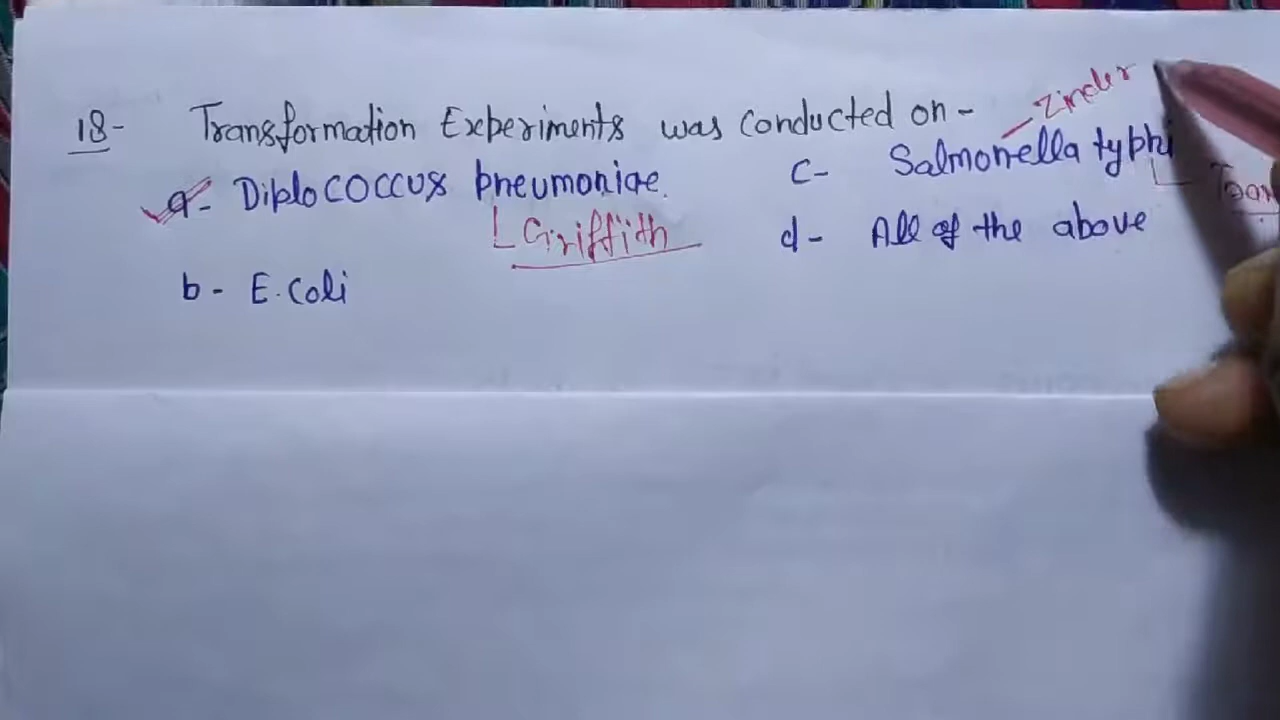 18- Transformation Experiments was conducted on-
a- Diplococcus pneumoniae.
Griffith
b- E.Coli
Zinder
c- Salmonella typhi
d- All of the above